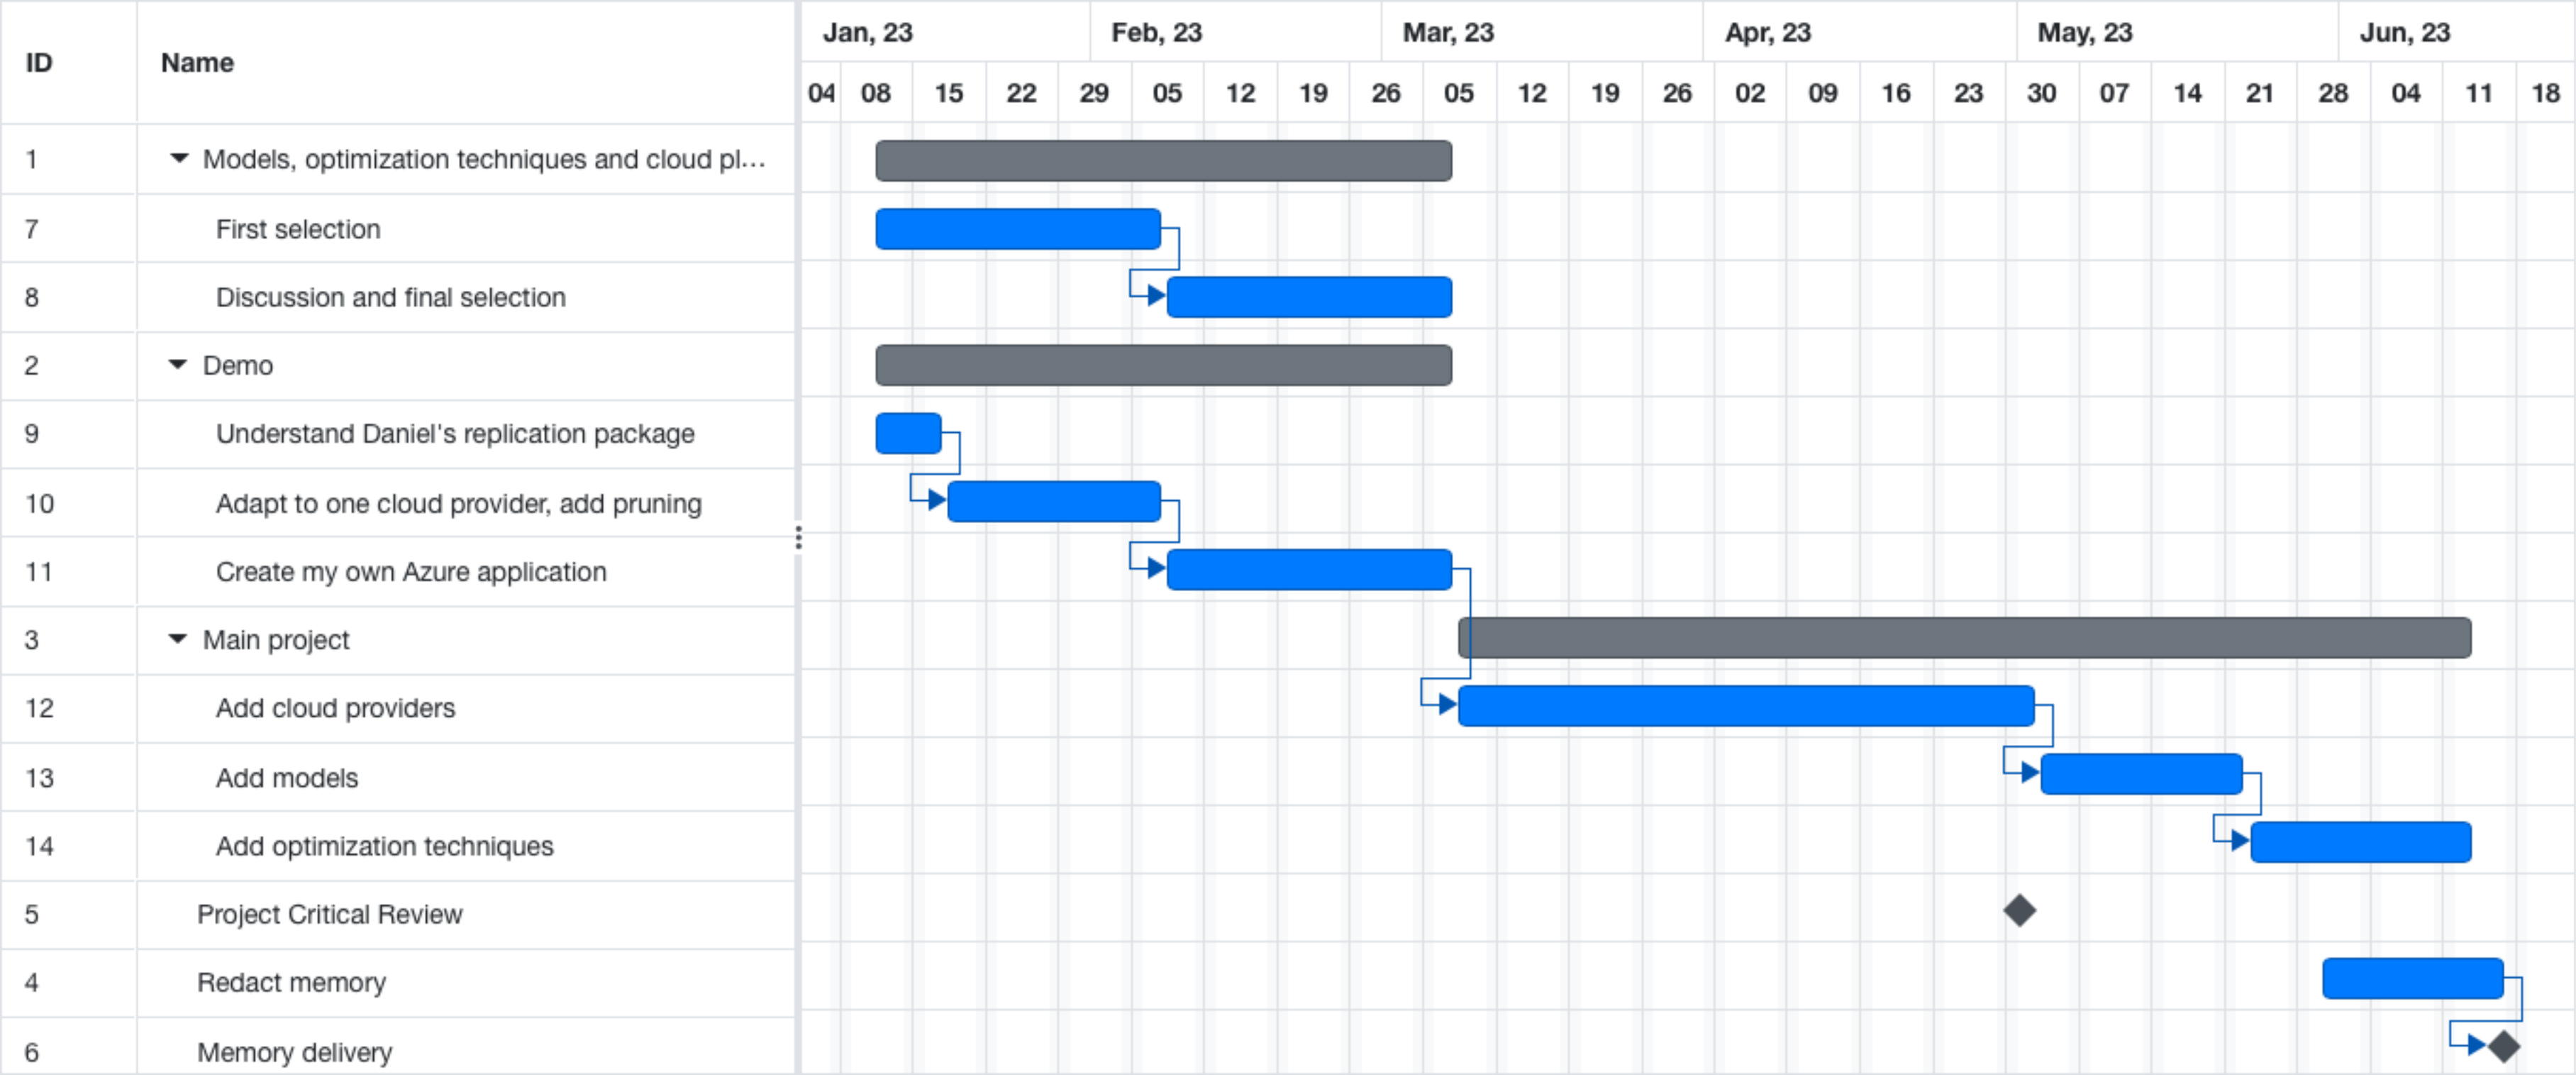 ID Name Jan, 23 Feb, 23 Mar, 23 Apr, 23 May, 23 Jun, 23
04 08 15 22 29 05 12 19 26 05 12 19 26 02 09 16 23 30 07 14 21 28 04 11 18
1 Models, optimization techniques and cloud pl...
7 First selection
8 Discussion and final selection
2 Demo
9 Understand Daniel's replication package
10 Adapt to one cloud provider, add pruning
11 Create my own Azure application
3 Main project
12 Add cloud providers
13 Add models
14 Add optimization techniques
5 Project Critical Review
4 Redact memory
6 Memory delivery